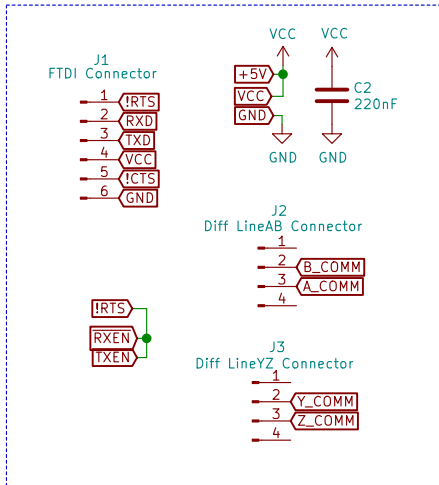 J1
FTDI Connector
1 !RTS
2 RXD
3 TXD
4 VCC
5 !CTS
6 GND
VCC
VCC
+5V
VCC
GND
GND
GND
C2
220nF
J2
Diff LineAB Connector
1
2 B_COMM
3 A_COMM
4
!RTS
RXEN
TXEN
J3
Diff LineYZ Connector
1
2 Y_COMM
3 Z_COMM
4